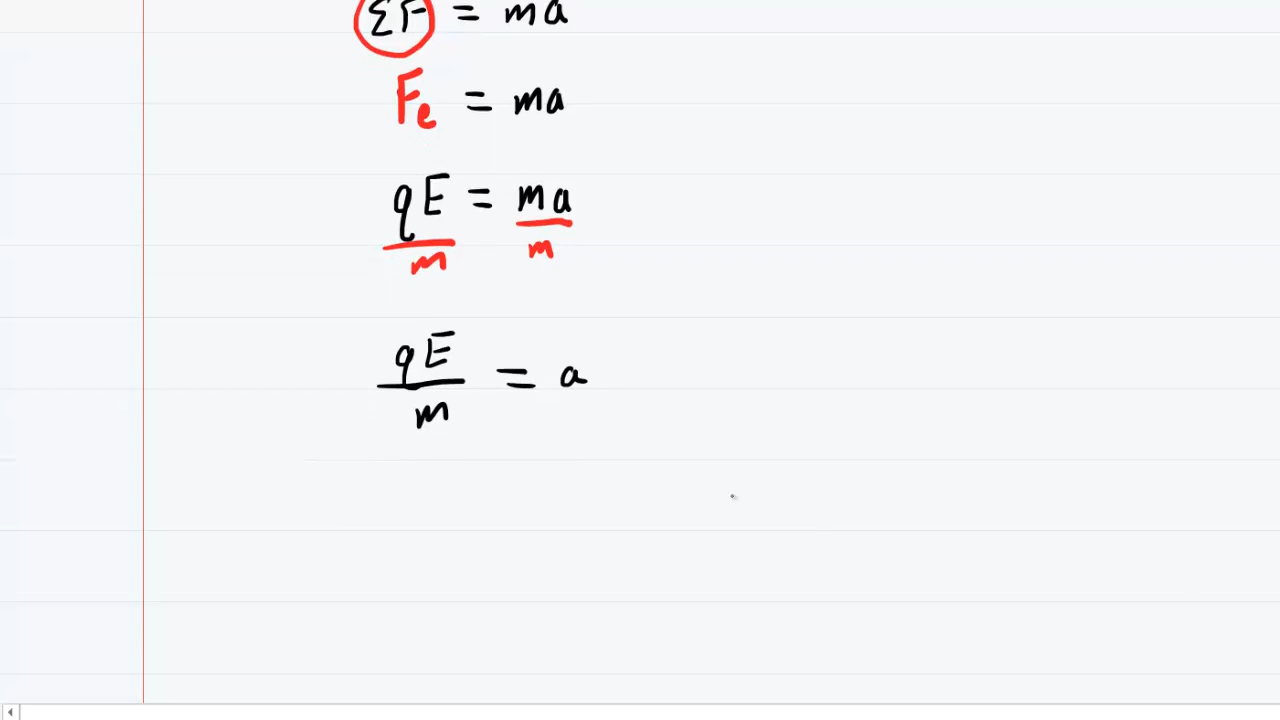 ΣF = ma
Fe = ma
qE = ma
m m
qE
m = a